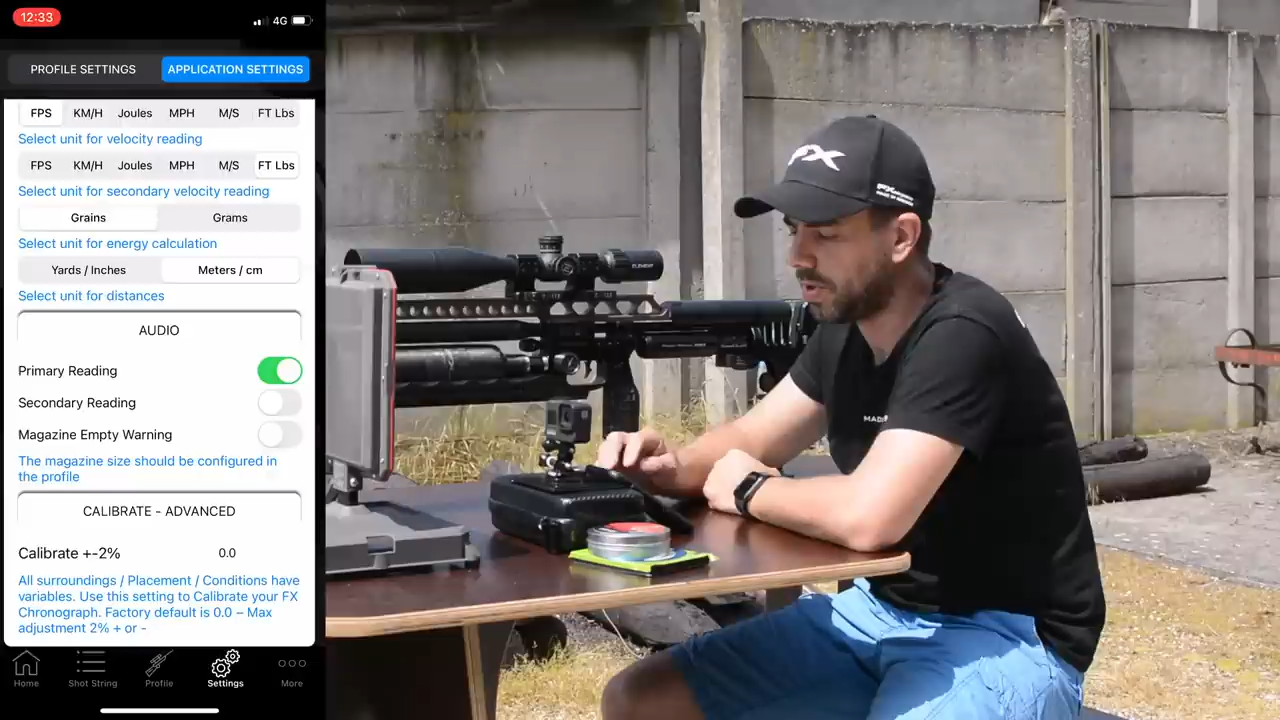 12:33
4G
PROFILE SETTINGS
APPLICATION SETTINGS
FPS KM/H Joules MPH M/S FT Lbs
Select unit for velocity reading
FPS KM/H Joules MPH M/S FT Lbs
Select unit for secondary velocity reading
Grains Grams
Select unit for energy calculation
Yards / Inches Meters / cm
Select unit for distances
AUDIO
Primary Reading
Secondary Reading
Magazine Empty Warning
The magazine size should be configured in
the profile
CALIBRATE - ADVANCED
Calibrate +-2% 0.0
All surroundings / Placement / Conditions have
variables. Use this setting to Calibrate your FX
Chronograph. Factory default is 0.0 – Max
adjustment 2% + or -
Home Shot String Profile Settings More
FX
ELEMENT